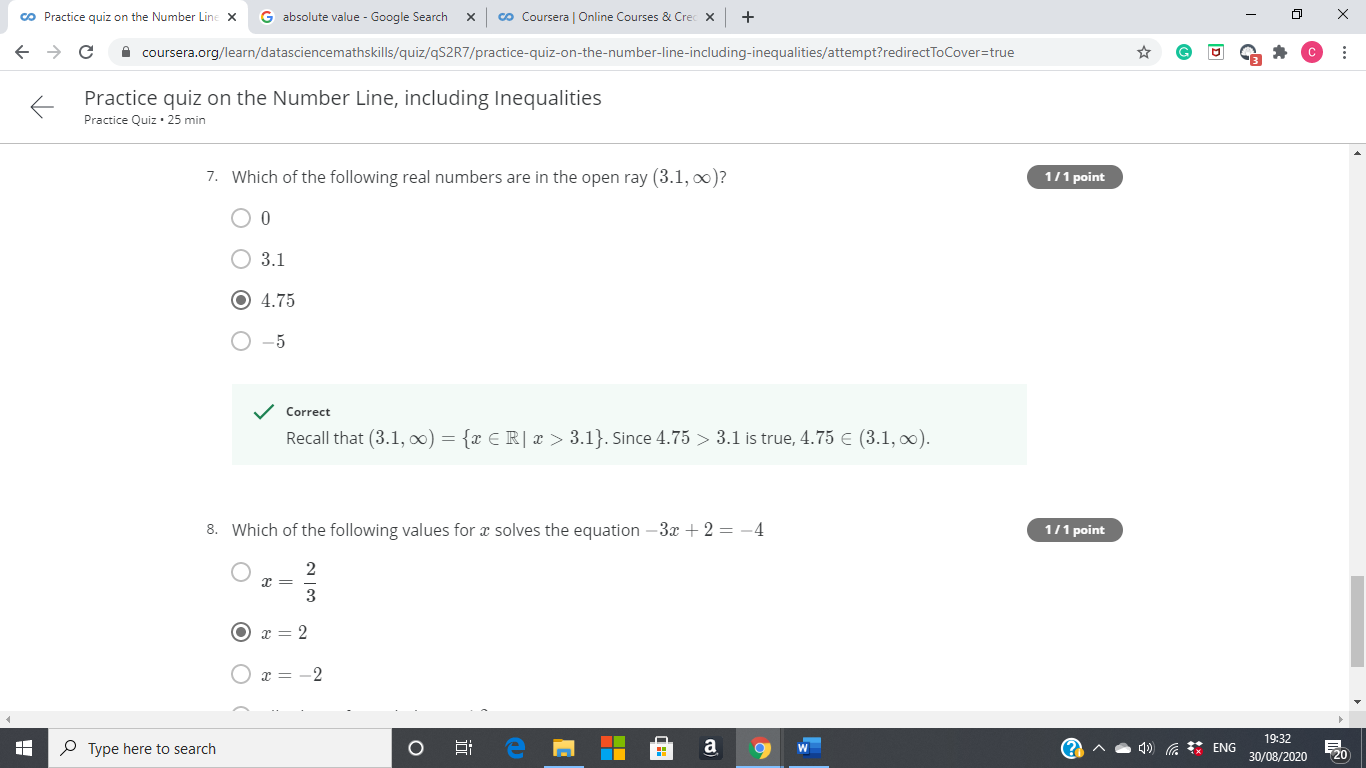 Practice quiz on the Number Line
absolute value - Google Search
Coursera | Online Courses & Crec
coursera.org/learn/datasciencemathskills/quiz/qS2R7/practice-quiz-on-the-number-line-including-inequalities/attempt?redirectToCover=true
3
C
Practice quiz on the Number Line, including Inequalities
Practice Quiz • 25 min
7. Which of the following real numbers are in the open ray (3.1, ∞)?
1 / 1 point
0
3.1
4.75
−5
Correct
Recall that (3.1, ∞) = {x ∈ ℝ | x > 3.1}. Since 4.75 > 3.1 is true, 4.75 ∈ (3.1, ∞).
8. Which of the following values for x solves the equation −3x + 2 = −4
1 / 1 point
x = 2/3
x = 2
x = −2
Type here to search
ENG
19:32
30/08/2020
20